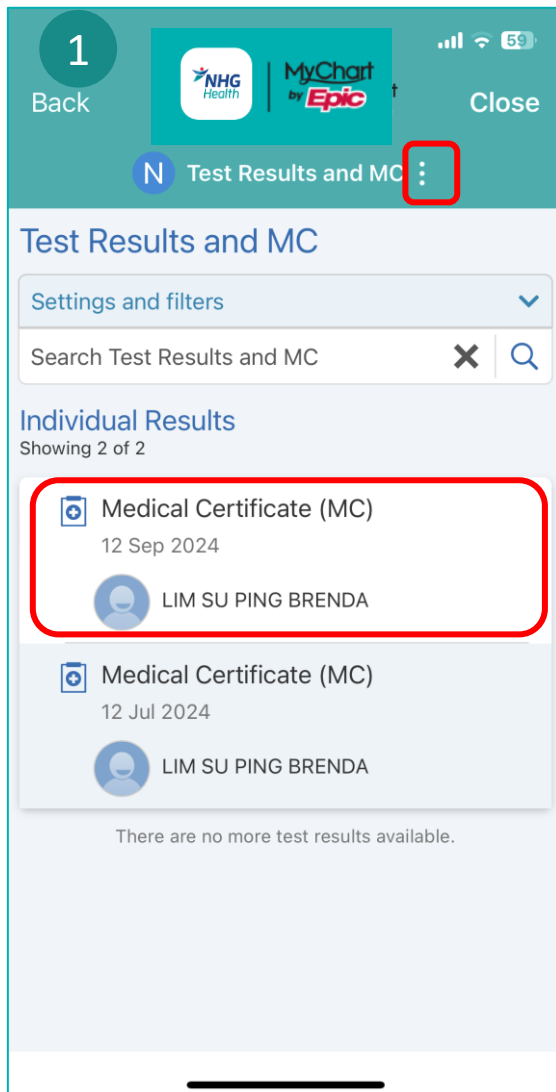 1
59
Back
NHG
Health
MyChart
by Epic
t
Close
N Test Results and MC
Test Results and MC
Settings and filters
Search Test Results and MC
Individual Results
Showing 2 of 2
Medical Certificate (MC)
12 Sep 2024
LIM SU PING BRENDA
Medical Certificate (MC)
12 Jul 2024
LIM SU PING BRENDA
There are no more test results available.